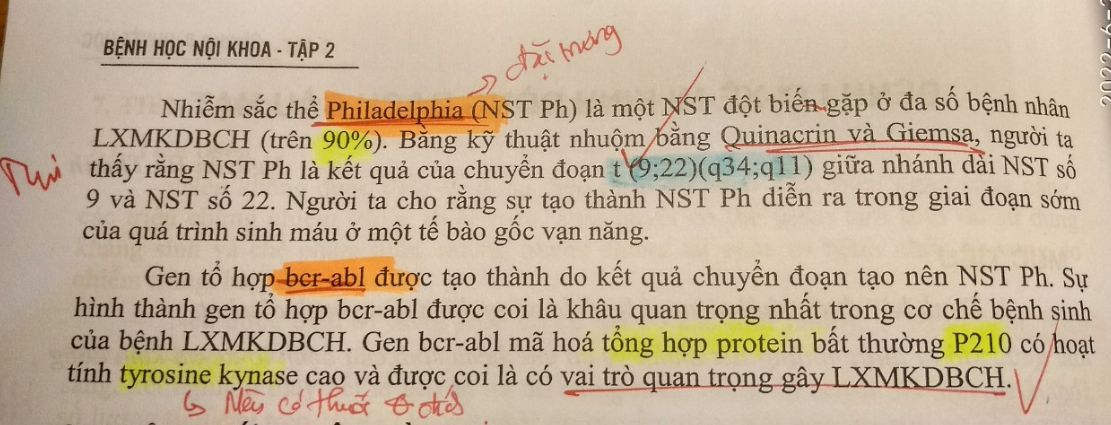 BỆNH HỌC NỘI KHOA - TẬP 2
đặc trưng
Nhiễm sắc thể Philadelphia (NST Ph) là một NST đột biến gặp ở đa số bệnh nhân
LXMKDBCH (trên 90%). Bằng kỹ thuật nhuộm bằng Quinacrin và Giemsa, người ta
thấy rằng NST Ph là kết quả của chuyển đoạn t (9;22)(q34;q11) giữa nhánh dài NST số
9 và NST số 22. Người ta cho rằng sự tạo thành NST Ph diễn ra trong giai đoạn sớm
của quá trình sinh máu ở một tế bào gốc vạn năng.
Gen tổ hợp bcr-abl được tạo thành do kết quả chuyển đoạn tạo nên NST Ph. Sự
hình thành gen tổ hợp bcr-abl được coi là khâu quan trọng nhất trong cơ chế bệnh sinh
của bệnh LXMKDBCH. Gen bcr-abl mã hoá tổng hợp protein bất thường P210 có hoạt
tính tyrosine kynase cao và được coi là có vai trò quan trọng gây LXMKDBCH.
có thuốc